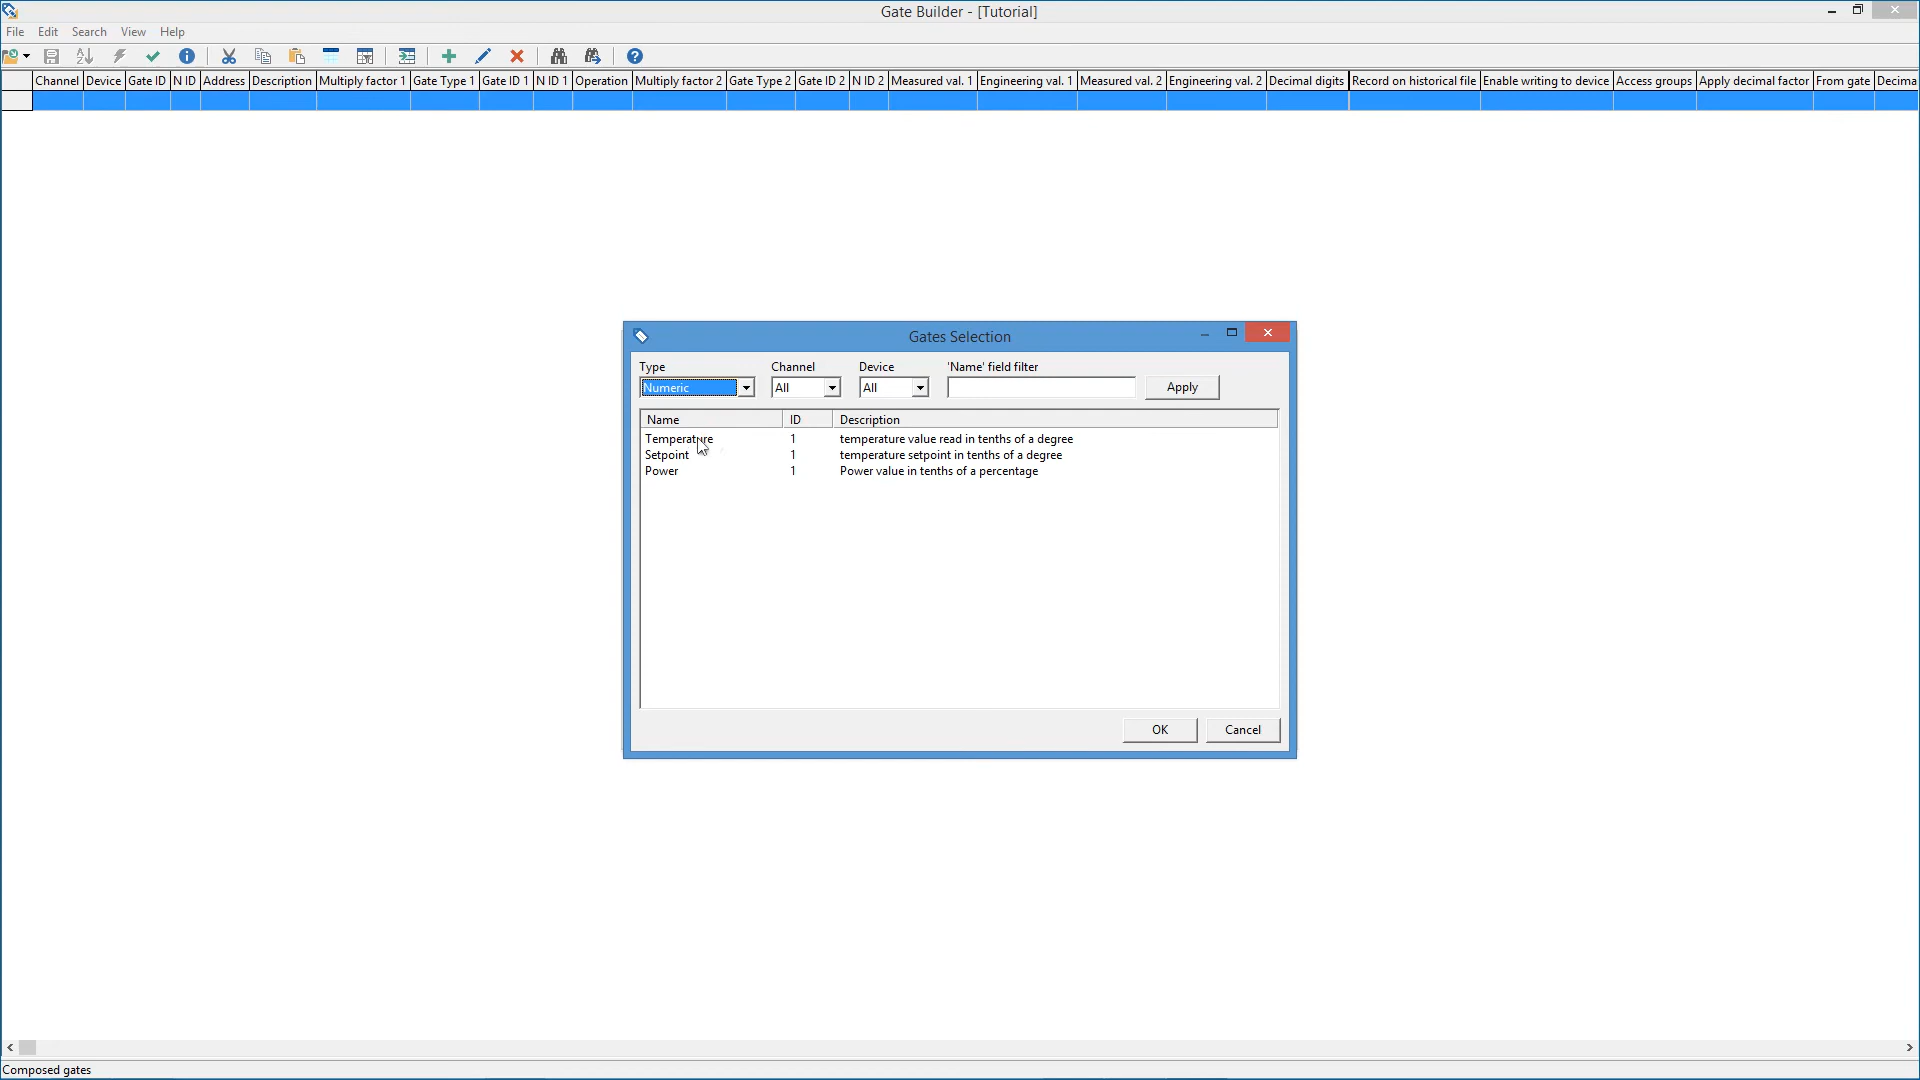 Gate Builder - [Tutorial]
File Edit Search View Help
Channel Device Gate ID N ID Address Description Multiply factor 1 Gate Type 1 Gate ID 1 N ID 1 Operation Multiply factor 2 Gate Type 2 Gate ID 2 N ID 2 Measured val. 1 Engineering val. 1 Measured val. 2 Engineering val. 2 Decimal digits Record on historical file Enable writing to device Access groups Apply decimal factor From gate Decima
Gates Selection
Type Channel Device 'Name' field filter
Numeric All All Apply
Name ID Description
Temperature 1 temperature value read in tenths of a degree
Setpoint 1 temperature setpoint in tenths of a degree
Power 1 Power value in tenths of a percentage
OK Cancel
Composed gates